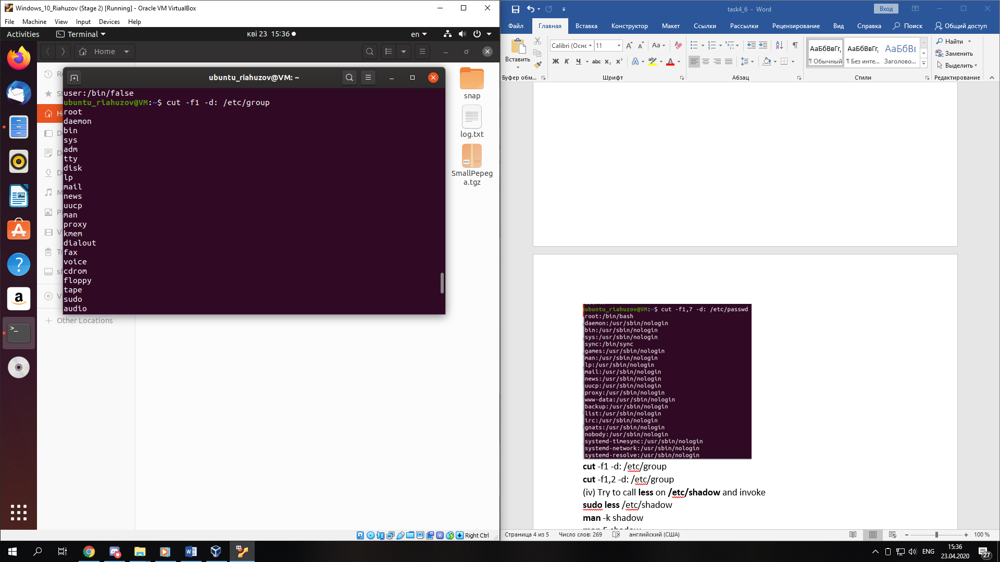 Windows_10_Riahuzov (Stage 2) [Running] - Oracle VM VirtualBox
File Machine View Input Devices Help
Activities Terminal кві 23 15:36 en
Home
Other Locations
snap
log.txt
SmallPepeg
a.tgz
ubuntu_riahuzov@VM: ~
user:/bin/false
ubuntu_riahuzov@VM:~$ cut -f1 -d: /etc/group
root
daemon
bin
sys
adm
tty
disk
lp
mail
news
uucp
man
proxy
kmem
dialout
fax
voice
cdrom
floppy
tape
sudo
audio
Right Ctrl
task4_6 - Word
Вход
Файл Главная Вставка Конструктор Макет Ссылки Рассылки Рецензирование Вид Справка Поиск Общий доступ
Вставить
Calibri (Осн 11
Ж К Ч abc x₂ x²
АаБбВвГг, АаБбВвГг, АаБбВв
¶ Обычный ¶ Без инте... Заголово...
Найти
Заменить
Выделить
Буфер обм... Шрифт Абзац Стили Редактирование
ubuntu_riahuzov@VM:~$ cut -f1,7 -d: /etc/passwd
root:/bin/bash
daemon:/usr/sbin/nologin
bin:/usr/sbin/nologin
sys:/usr/sbin/nologin
sync:/bin/sync
games:/usr/sbin/nologin
man:/usr/sbin/nologin
lp:/usr/sbin/nologin
mail:/usr/sbin/nologin
news:/usr/sbin/nologin
uucp:/usr/sbin/nologin
proxy:/usr/sbin/nologin
www-data:/usr/sbin/nologin
backup:/usr/sbin/nologin
list:/usr/sbin/nologin
irc:/usr/sbin/nologin
gnats:/usr/sbin/nologin
nobody:/usr/sbin/nologin
systemd-timesync:/usr/sbin/nologin
systemd-network:/usr/sbin/nologin
systemd-resolve:/usr/sbin/nologin
cut -f1 -d: /etc/group
cut -f1,2 -d: /etc/group
(iv) Try to call less on /etc/shadow and invoke
sudo less /etc/shadow
man -k shadow
Страница 4 из 5 Число слов: 269 английский (США) 100 %
ENG 15:36
23.04.2020
27